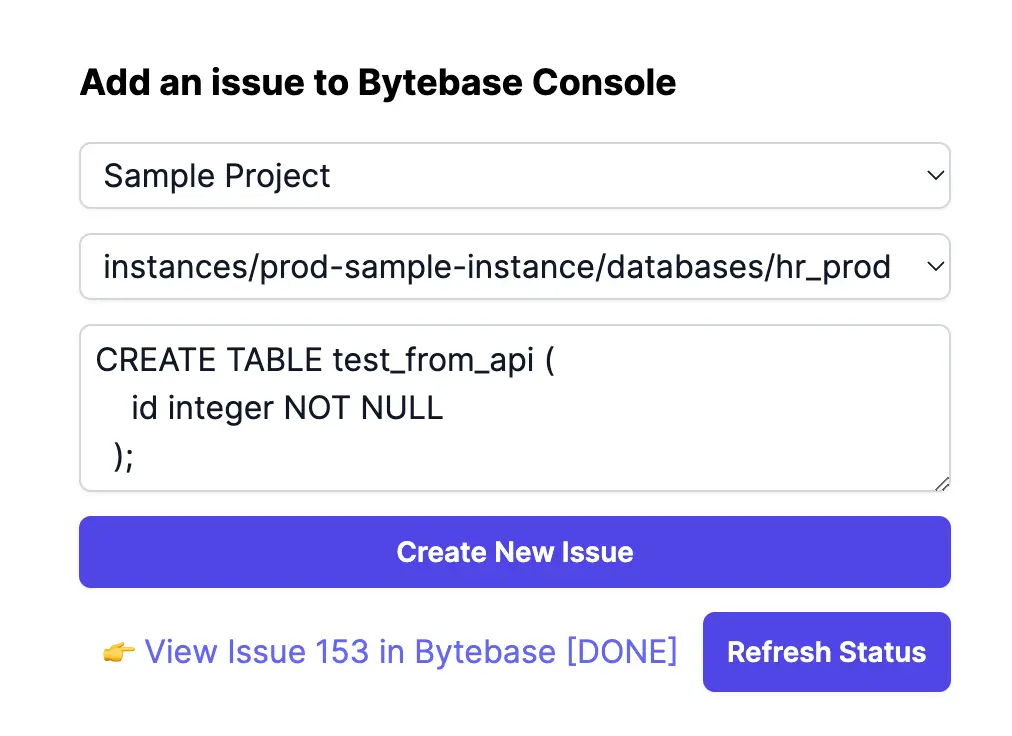 Add an issue to Bytebase Console
Sample Project
instances/prod-sample-instance/databases/hr_prod
CREATE TABLE test_from_api (
id integer NOT NULL
);
Create New Issue
👉 View Issue 153 in Bytebase [DONE]
Refresh Status